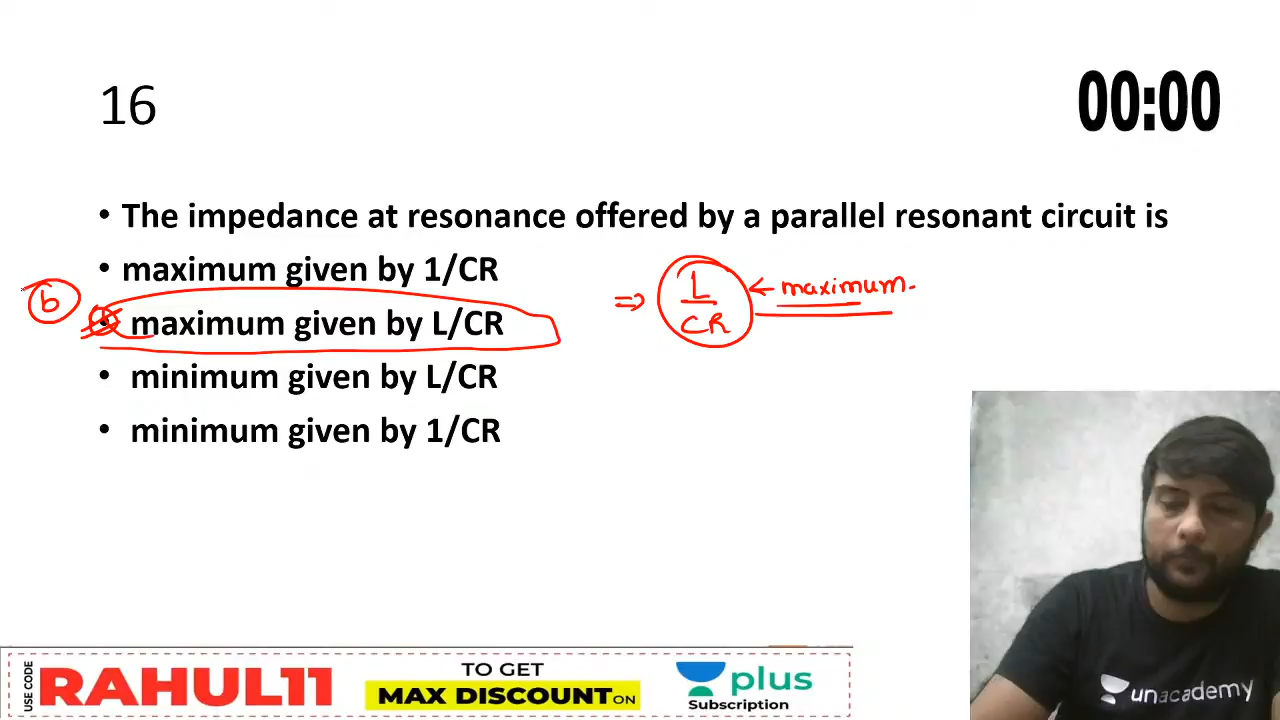 16
00:00
• The impedance at resonance offered by a parallel resonant circuit is
• maximum given by 1/CR
b
• maximum given by L/CR
⇒ L/CR ← maximum.
• minimum given by L/CR
• minimum given by 1/CR
USE CODE
RAHUL11
TO GET
MAX DISCOUNT ON
plus
Subscription
unacademy